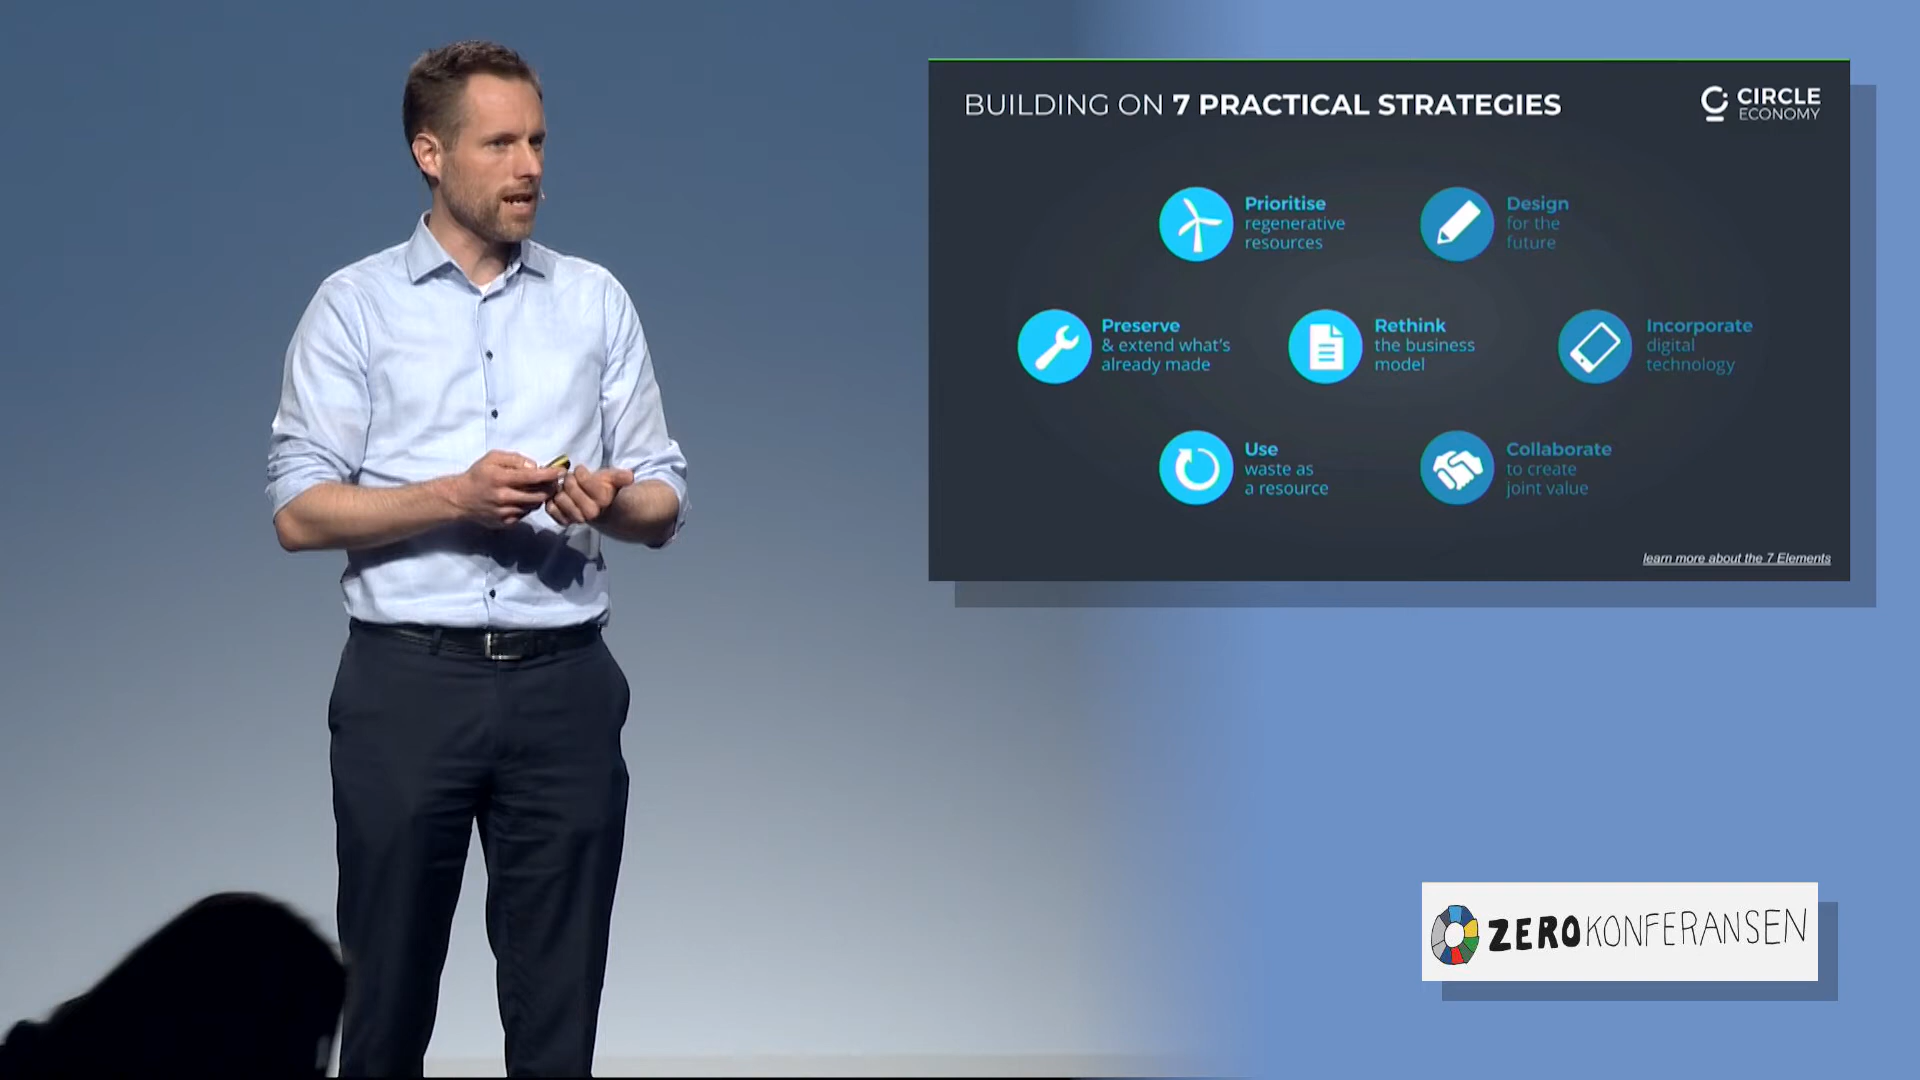 BUILDING ON 7 PRACTICAL STRATEGIES
CIRCLE
ECONOMY
Prioritise
regenerative
resources
Design
for the
future
Preserve
& extend what's
already made
Rethink
the business
model
Incorporate
digital
technology
Use
waste as
a resource
Collaborate
to create
joint value
learn more about the 7 Elements
ZEROKONFERANSEN